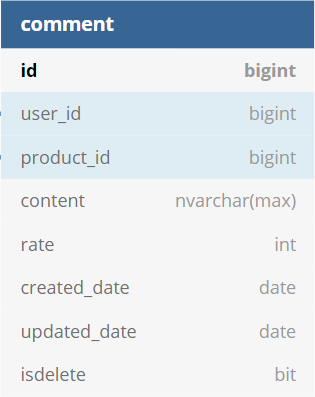 comment
id bigint
user_id bigint
product_id bigint
content nvarchar(max)
rate int
created_date date
updated_date date
isdelete bit